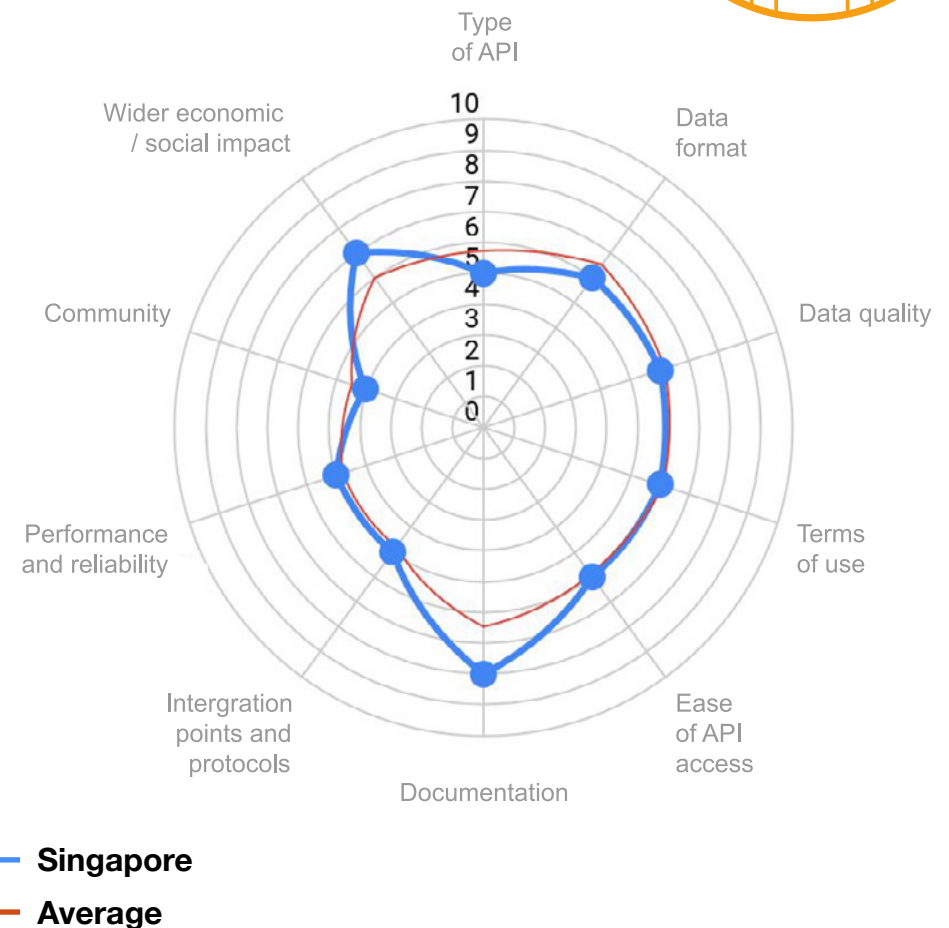 Type
of API
Wider economic
/ social impact
Data
format
10
9
8
7
6
5
4
3
2
1
0
Community
Data quality
Performance
and reliability
Terms
of use
Intergration
points and
protocols
Ease
of API
access
Documentation
Singapore
Average